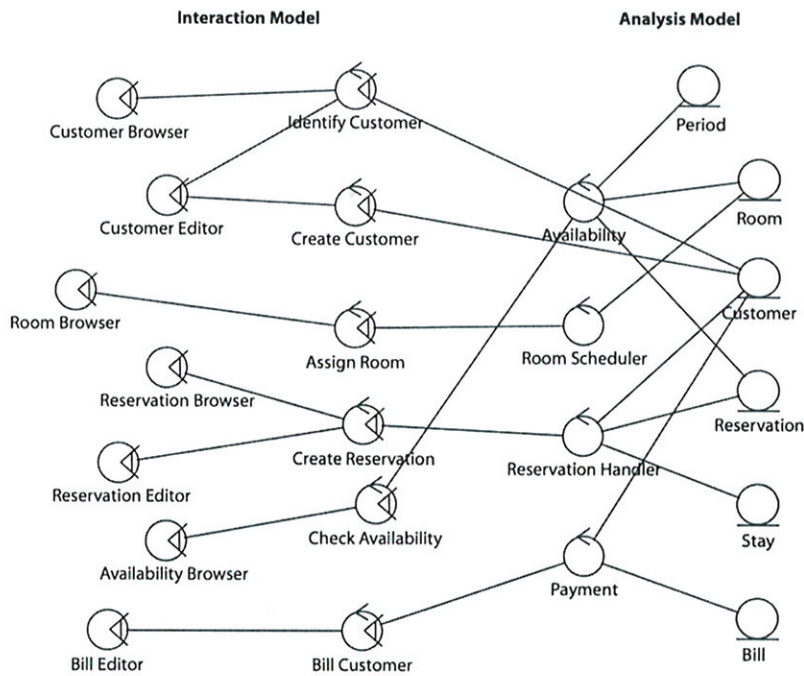 Interaction Model
Analysis Model
Customer Browser
Identify Customer
Period
Customer Editor
Create Customer
Availability
Room
Room Browser
Assign Room
Room Scheduler
Customer
Reservation Browser
Create Reservation
Reservation Handler
Reservation
Reservation Editor
Check Availability
Stay
Availability Browser
Payment
Bill Editor
Bill Customer
Bill